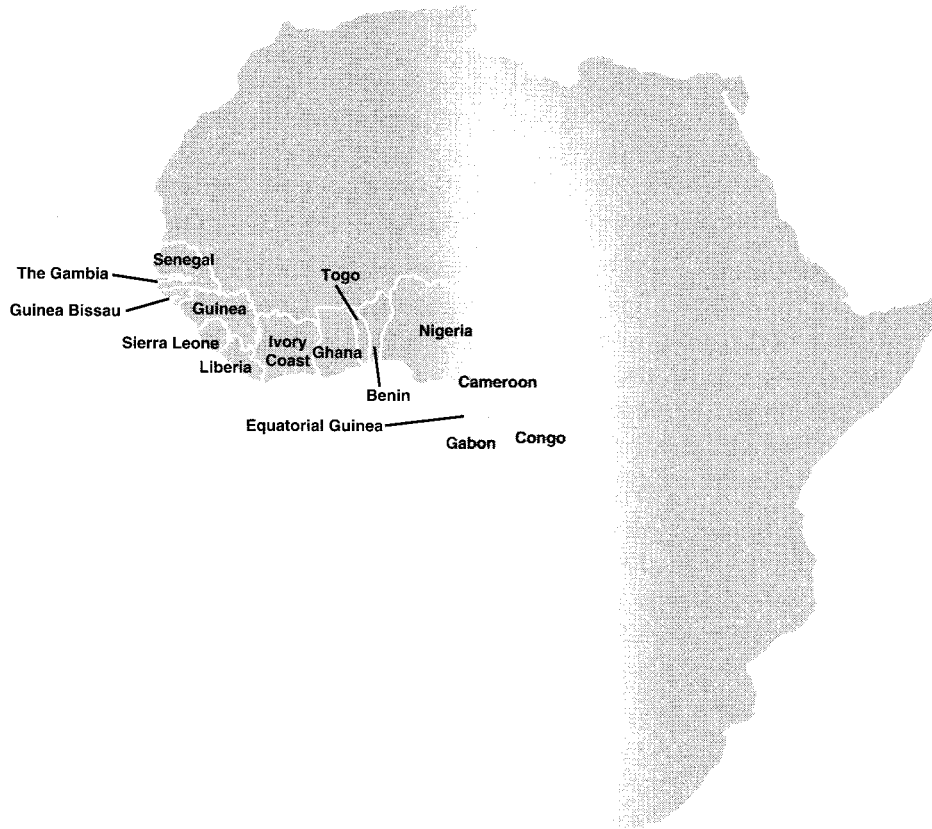 Senegal
The Gambia
Togo
Guinea Bissau
Guinea
Nigeria
Sierra Leone
Ivory
Coast
Ghana
Liberia
Cameroon
Benin
Equatorial Guinea
Gabon
Congo